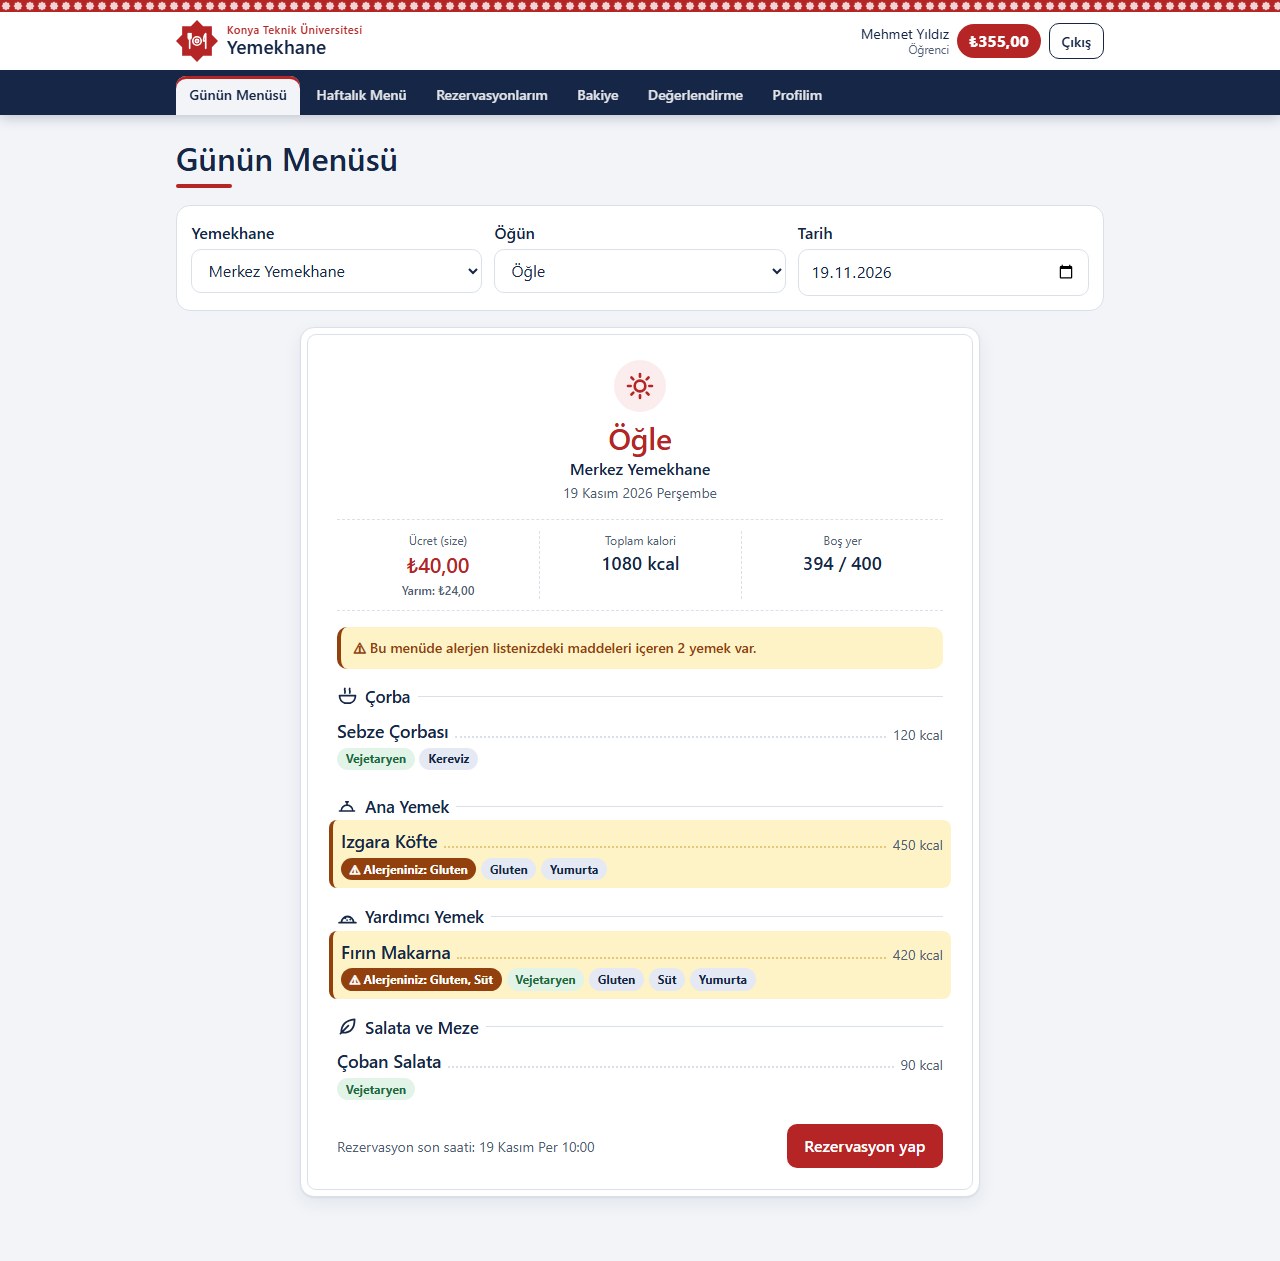 Konya Teknik Üniversitesi
Yemekhane
Mehmet Yıldız
Öğrenci
₺355,00
Çıkış
Günün Menüsü
Haftalık Menü
Rezervasyonlarım
Bakiye
Değerlendirme
Profilim
Günün Menüsü
Yemekhane
Öğün
Tarih
Merkez Yemekhane
Öğle
19.11.2026
Öğle
Merkez Yemekhane
19 Kasım 2026 Perşembe
Ücret (size)
₺40,00
Yarım: ₺24,00
Toplam kalori
1080 kcal
Boş yer
394 / 400
⚠ Bu menüde alerjen listenizdeki maddeleri içeren 2 yemek var.
Çorba
Sebze Çorbası 120 kcal
Vejetaryen Kereviz
Ana Yemek
Izgara Köfte 450 kcal
⚠ Alerjeniniz: Gluten Gluten Yumurta
Yardımcı Yemek
Fırın Makarna 420 kcal
⚠ Alerjeniniz: Gluten, Süt Vejetaryen Gluten Süt Yumurta
Salata ve Meze
Çoban Salata 90 kcal
Vejetaryen
Rezervasyon son saati: 19 Kasım Per 10:00
Rezervasyon yap